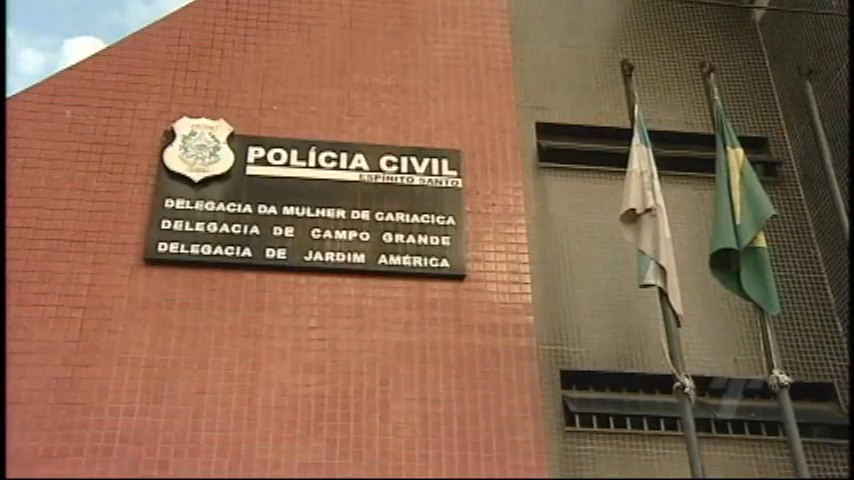 POLÍCIA CIVIL
ESPÍRITO SANTO
DELEGACIA DA MULHER DE CARIACICA
DELEGACIA DE CAMPO GRANDE
DELEGACIA DE JARDIM AMÉRICA